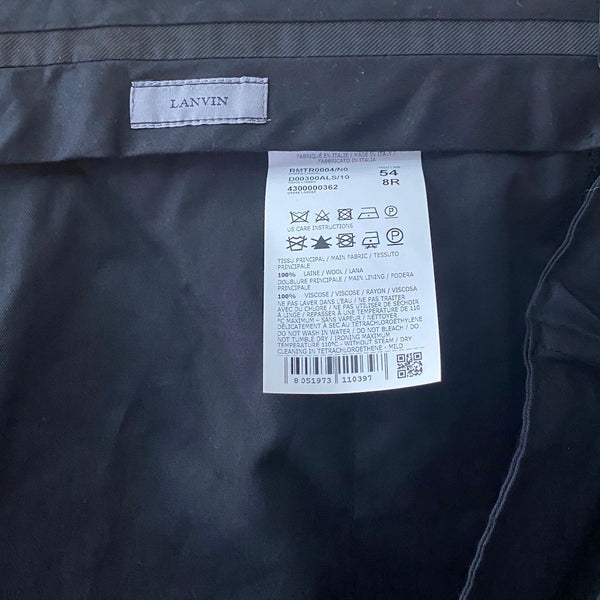 LANVIN
FABRIQUÉ EN ITALIE / MADE IN ITALY /
FABBRICATO IN ITALIA
RMTR0004/N0
D00300ALS/10
4300000362
54
8R
US CARE INSTRUCTIONS
TISSU PRINCIPAL / MAIN FABRIC / TESSUTO
PRINCIPALE
100% LAINE / WOOL / LANA
DOUBLURE PRINCIPALE / MAIN LINING / FODERA
PRINCIPALE
100% VISCOSE / VISCOSE / RAYON / VISCOSA
NE PAS LAVER DANS L'EAU / NE PAS TRAITER
AVEC DU CHLORE / NE PAS UTILISER DE SÉCHOIR
À LINGE / REPASSER À UNE TEMPÉRATURE DE 110
°C MAXIMUM – SANS VAPEUR / NETTOYER
DÉLICATEMENT À SEC AU TÉTRACHLOROÉTHYLÈNE
DO NOT WASH IN WATER / DO NOT BLEACH / DO
NOT TUMBLE DRY / IRONING MAXIMUM
TEMPERATURE 110°C - WITHOUT STEAM / DRY
CLEANING IN TETRACHLOROETHENE - MILD
8 051973 110397